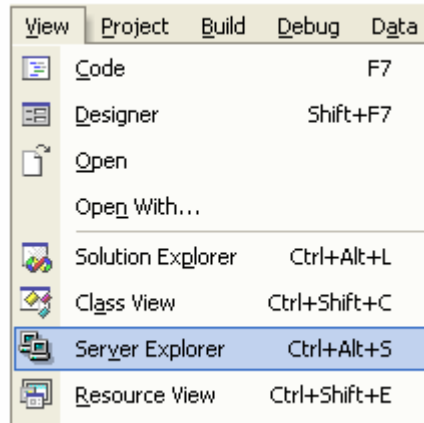 View Project Build Debug Data
Code F7
Designer Shift+F7
Open
Open With...
Solution Explorer Ctrl+Alt+L
Class View Ctrl+Shift+C
Server Explorer Ctrl+Alt+S
Resource View Ctrl+Shift+E